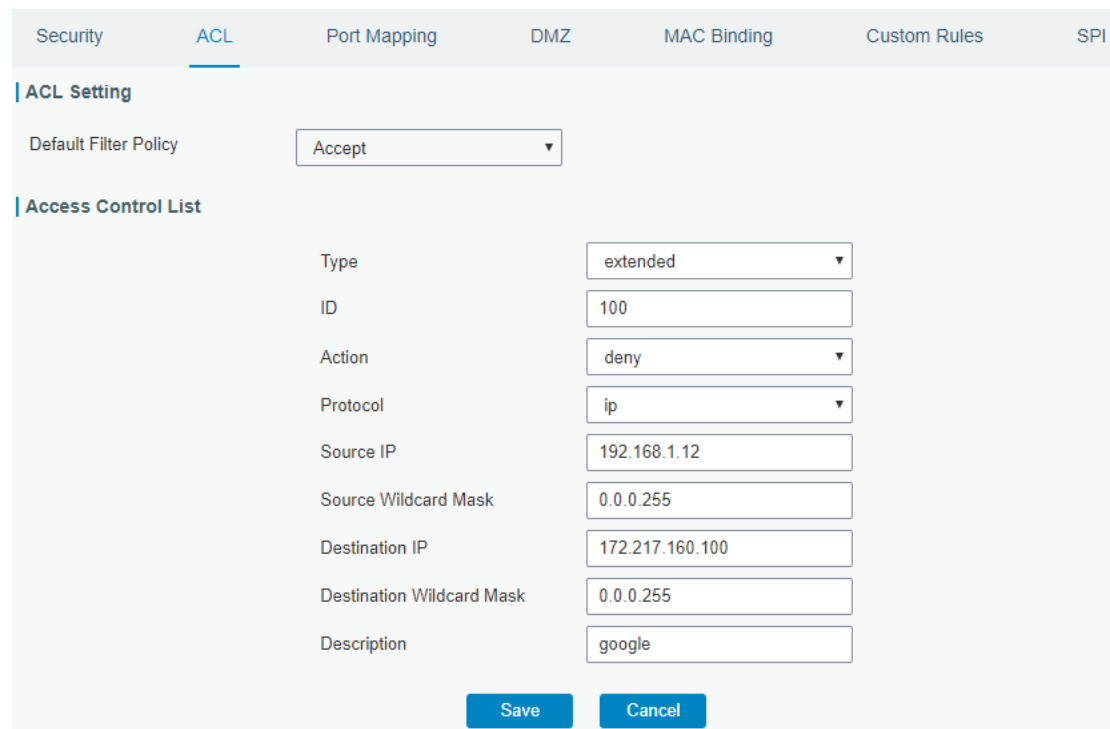 Security ACL Port Mapping DMZ MAC Binding Custom Rules SPI
ACL Setting
Default Filter Policy Accept
Access Control List
Type extended
ID 100
Action deny
Protocol ip
Source IP 192.168.1.12
Source Wildcard Mask 0.0.0.255
Destination IP 172.217.160.100
Destination Wildcard Mask 0.0.0.255
Description google
Save Cancel